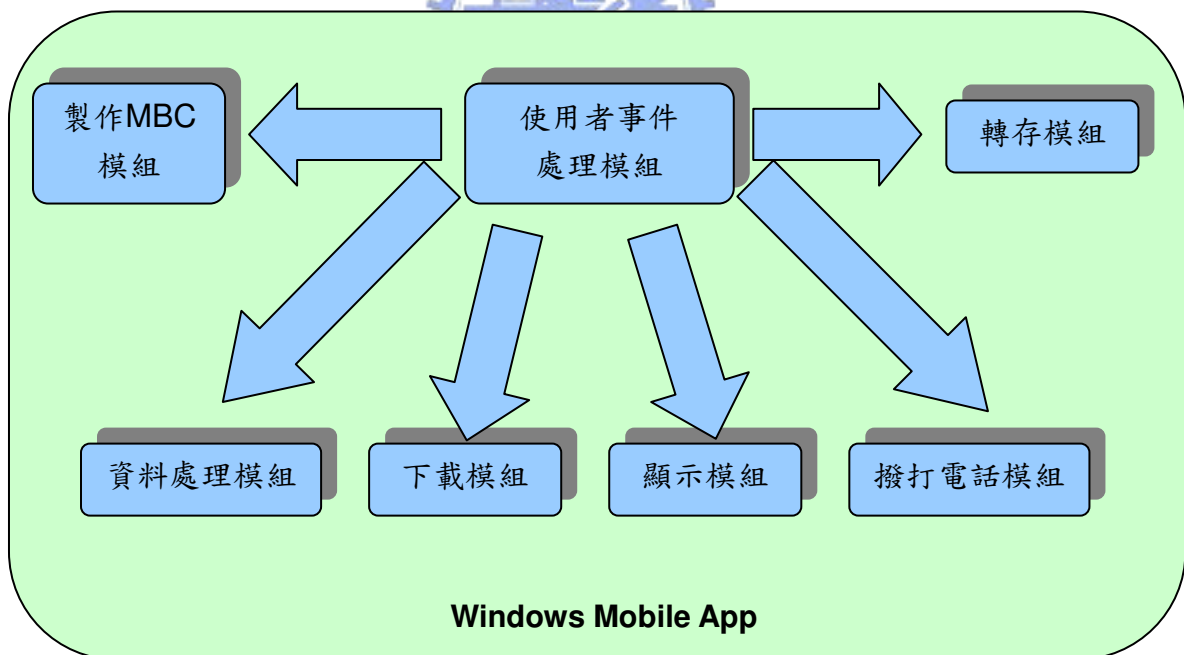 製作MBC
模組
使用者事件
處理模組
轉存模組
資料處理模組
下載模組
顯示模組
撥打電話模組
Windows Mobile App